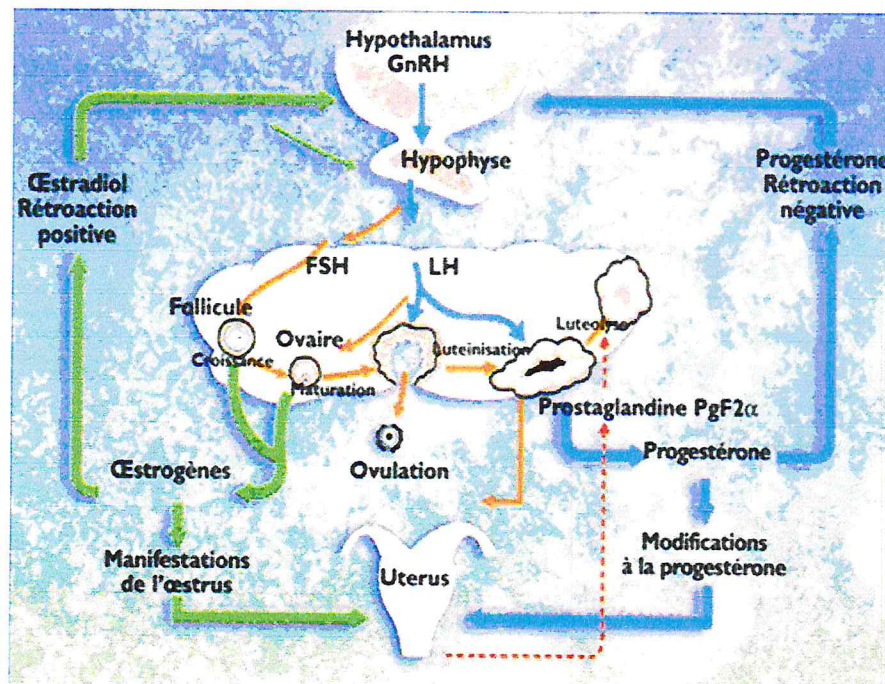 Hypothalamus
GnRH
Hypophyse
Œstradiol
Rétroaction
positive
Progestérone
Rétroaction
négative
FSH
LH
Follicule
Ovaire
Croissance
Maturation
Luteinisation
Luteolyse
Prostaglandine PgF2α
Ovulation
Progestérone
Œstrogènes
Manifestations
de l'œstrus
Uterus
Modifications
à la progestérone